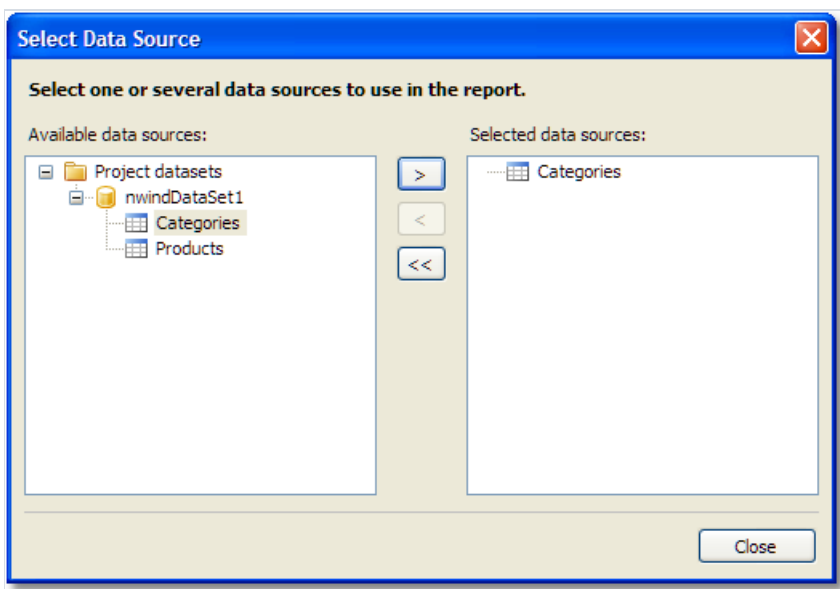 Select Data Source
Select one or several data sources to use in the report.
Available data sources:
Selected data sources:
Project datasets
nwindDataSet1
Categories
Products
>
<
<<
Categories
Close